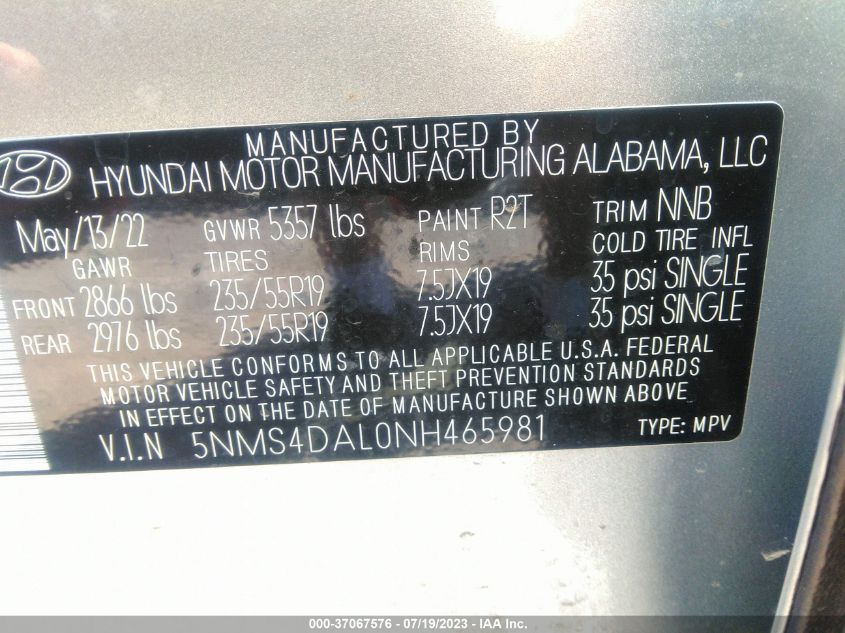 MANUFACTURED BY
HYUNDAI MOTOR MANUFACTURING ALABAMA, LLC
May/13/22 GVWR 5357 lbs PAINT R2T TRIM NNB
GAWR TIRES RIMS COLD TIRE INFL
FRONT 2866 lbs 235/55R19 7.5JX19 35 psi SINGLE
REAR 2976 lbs 235/55R19 7.5JX19 35 psi SINGLE
THIS VEHICLE CONFORMS TO ALL APPLICABLE U.S.A. FEDERAL
MOTOR VEHICLE SAFETY AND THEFT PREVENTION STANDARDS
IN EFFECT ON THE DATE OF MANUFACTURE SHOWN ABOVE
V.I.N 5NMS4DAL0NH465981 TYPE: MPV
000-37067576 - 07/19/2023 - IAA Inc.